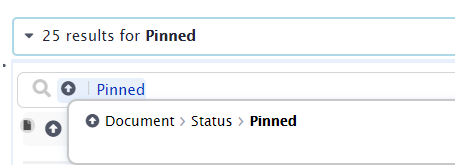 25 results for Pinned
Pinned
Document > Status > Pinned